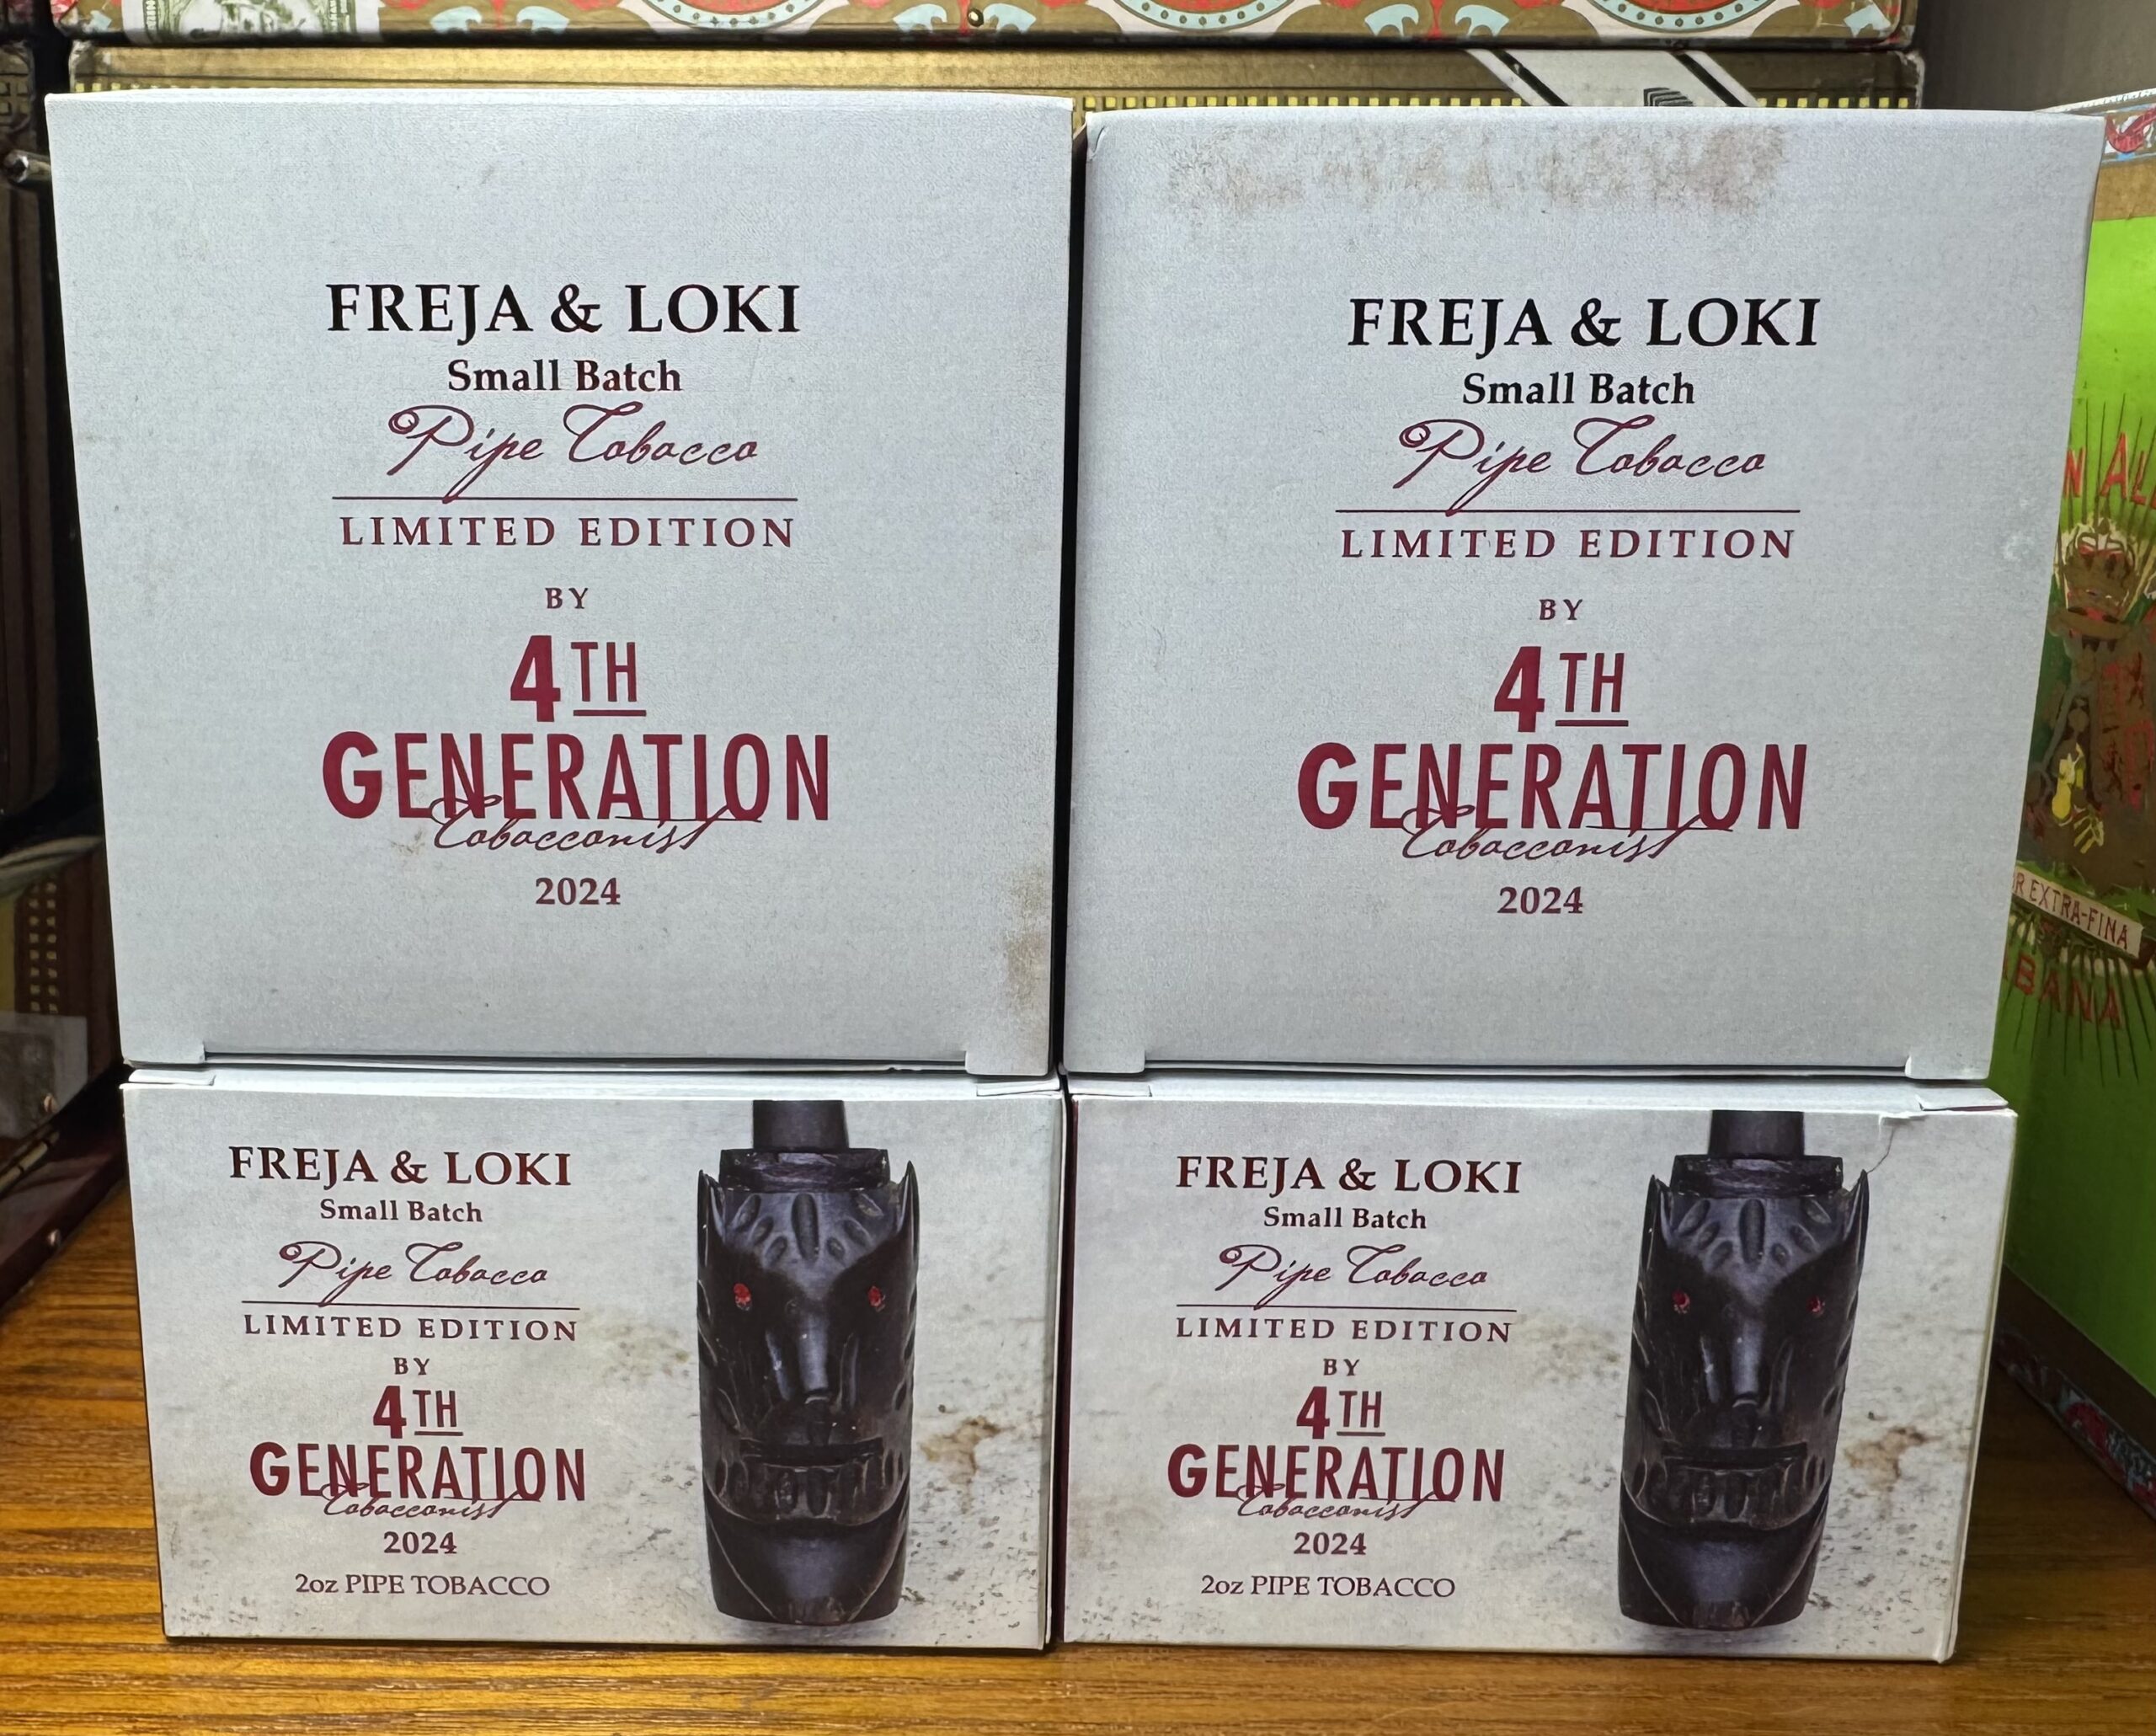 FREJA & LOKI
Small Batch
Pipe Tobacco
LIMITED EDITION
BY
4TH
GENERATION
Tobacconist
2024
FREJA & LOKI
Small Batch
Pipe Tobacco
LIMITED EDITION
BY
4TH
GENERATION
Tobacconist
2024
FREJA & LOKI
Small Batch
Pipe Tobacco
LIMITED EDITION
BY
4TH
GENERATION
Tobacconist
2024
2oz PIPE TOBACCO
FREJA & LOKI
Small Batch
Pipe Tobacco
LIMITED EDITION
BY
4TH
GENERATION
Tobacconist
2024
2oz PIPE TOBACCO
EXTRA-FINA